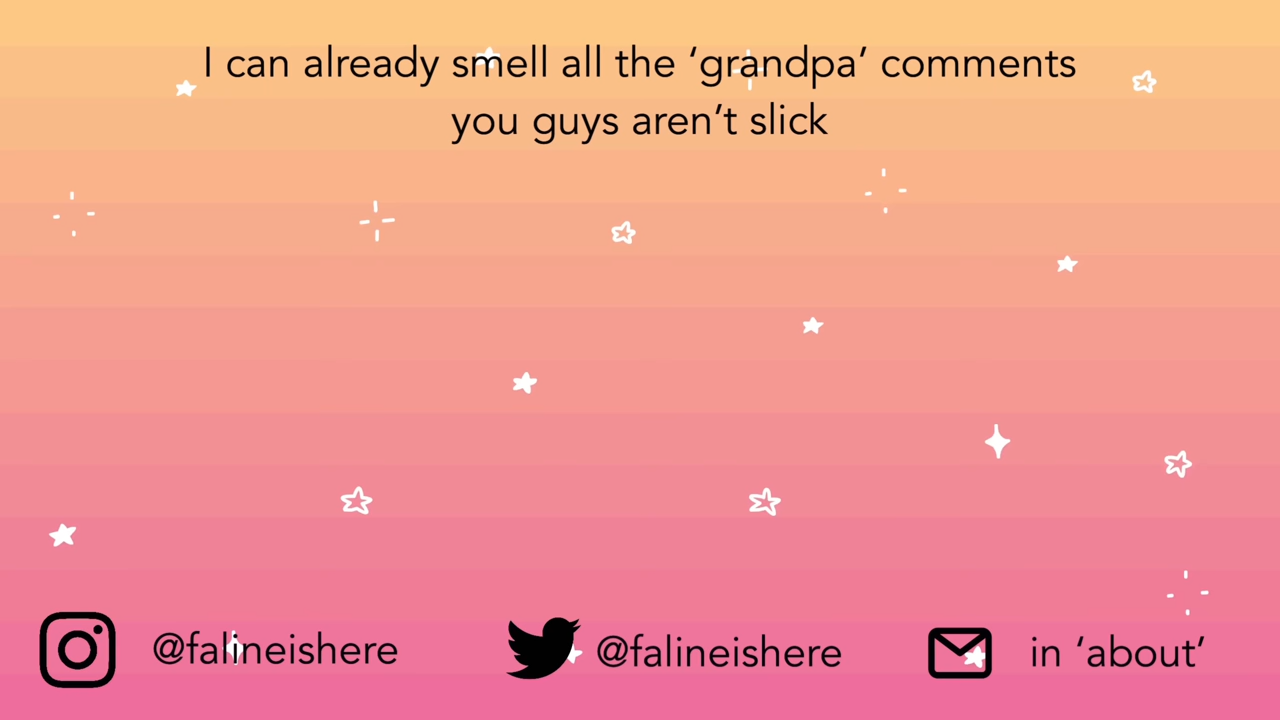 I can already smell all the ‘grandpa’ comments
you guys aren’t slick
@falineishere @falineishere in ‘about’